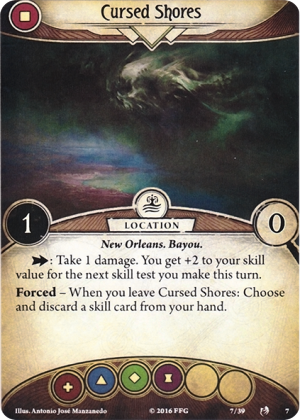 Cursed Shores
1
0
LOCATION
New Orleans. Bayou.
: Take 1 damage. You get +2 to your skill
value for the next skill test you make this turn.
Forced – When you leave Cursed Shores: Choose
and discard a skill card from your hand.
Illus. Antonio José Manzanedo
© 2016 FFG
7/39
7